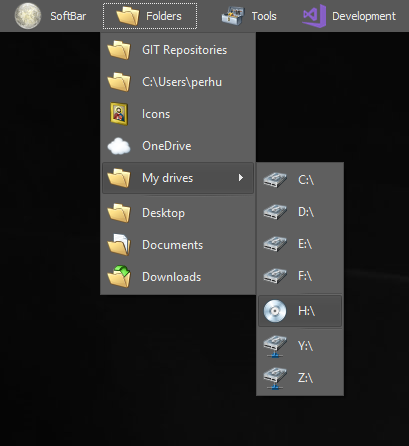 SoftBar
Folders
Tools
Development
GIT Repositories
C:\Users\perhu
Icons
OneDrive
My drives
Desktop
Documents
Downloads
C:\
D:\
E:\
F:\
H:\
Y:\
Z:\